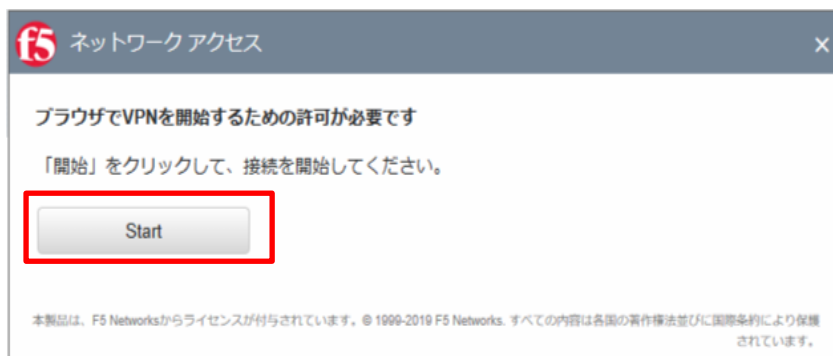 f5 ネットワーク アクセス
×
ブラウザでVPNを開始するための許可が必要です
「開始」をクリックして、接続を開始してください。
Start
本製品は、F5 Networksからライセンスが付与されています。© 1999-2019 F5 Networks. すべての内容は各国の著作権法並びに国際条約により保護
されています。